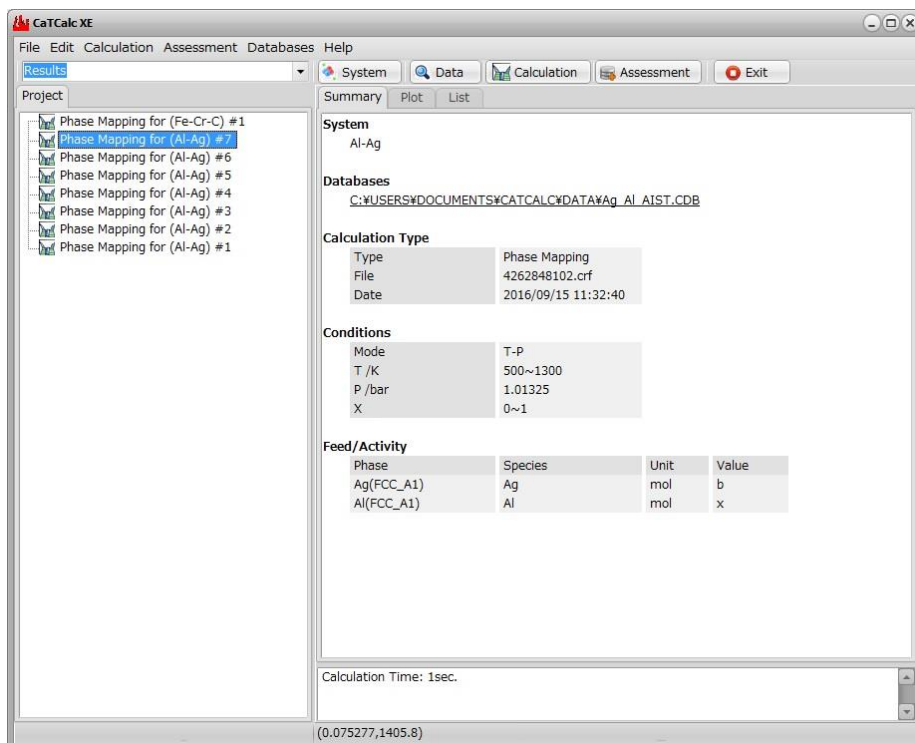 CaTCalc XE
File Edit Calculation Assessment Databases Help
Results
System Data Calculation Assessment Exit
Project
Summary Plot List
Phase Mapping for (Fe-Cr-C) #1
Phase Mapping for (Al-Ag) #7
Phase Mapping for (Al-Ag) #6
Phase Mapping for (Al-Ag) #5
Phase Mapping for (Al-Ag) #4
Phase Mapping for (Al-Ag) #3
Phase Mapping for (Al-Ag) #2
Phase Mapping for (Al-Ag) #1
System
Al-Ag
Databases
C:¥USERS¥DOCUMENTS¥CATCALC¥DATA¥Ag_Al_AIST.CDB
Calculation Type
Type Phase Mapping
File 4262848102.crf
Date 2016/09/15 11:32:40
Conditions
Mode T-P
T /K 500~1300
P /bar 1.01325
X 0~1
Feed/Activity
Phase Species Unit Value
Ag(FCC_A1) Ag mol b
Al(FCC_A1) Al mol x
Calculation Time: 1sec.
(0.075277,1405.8)